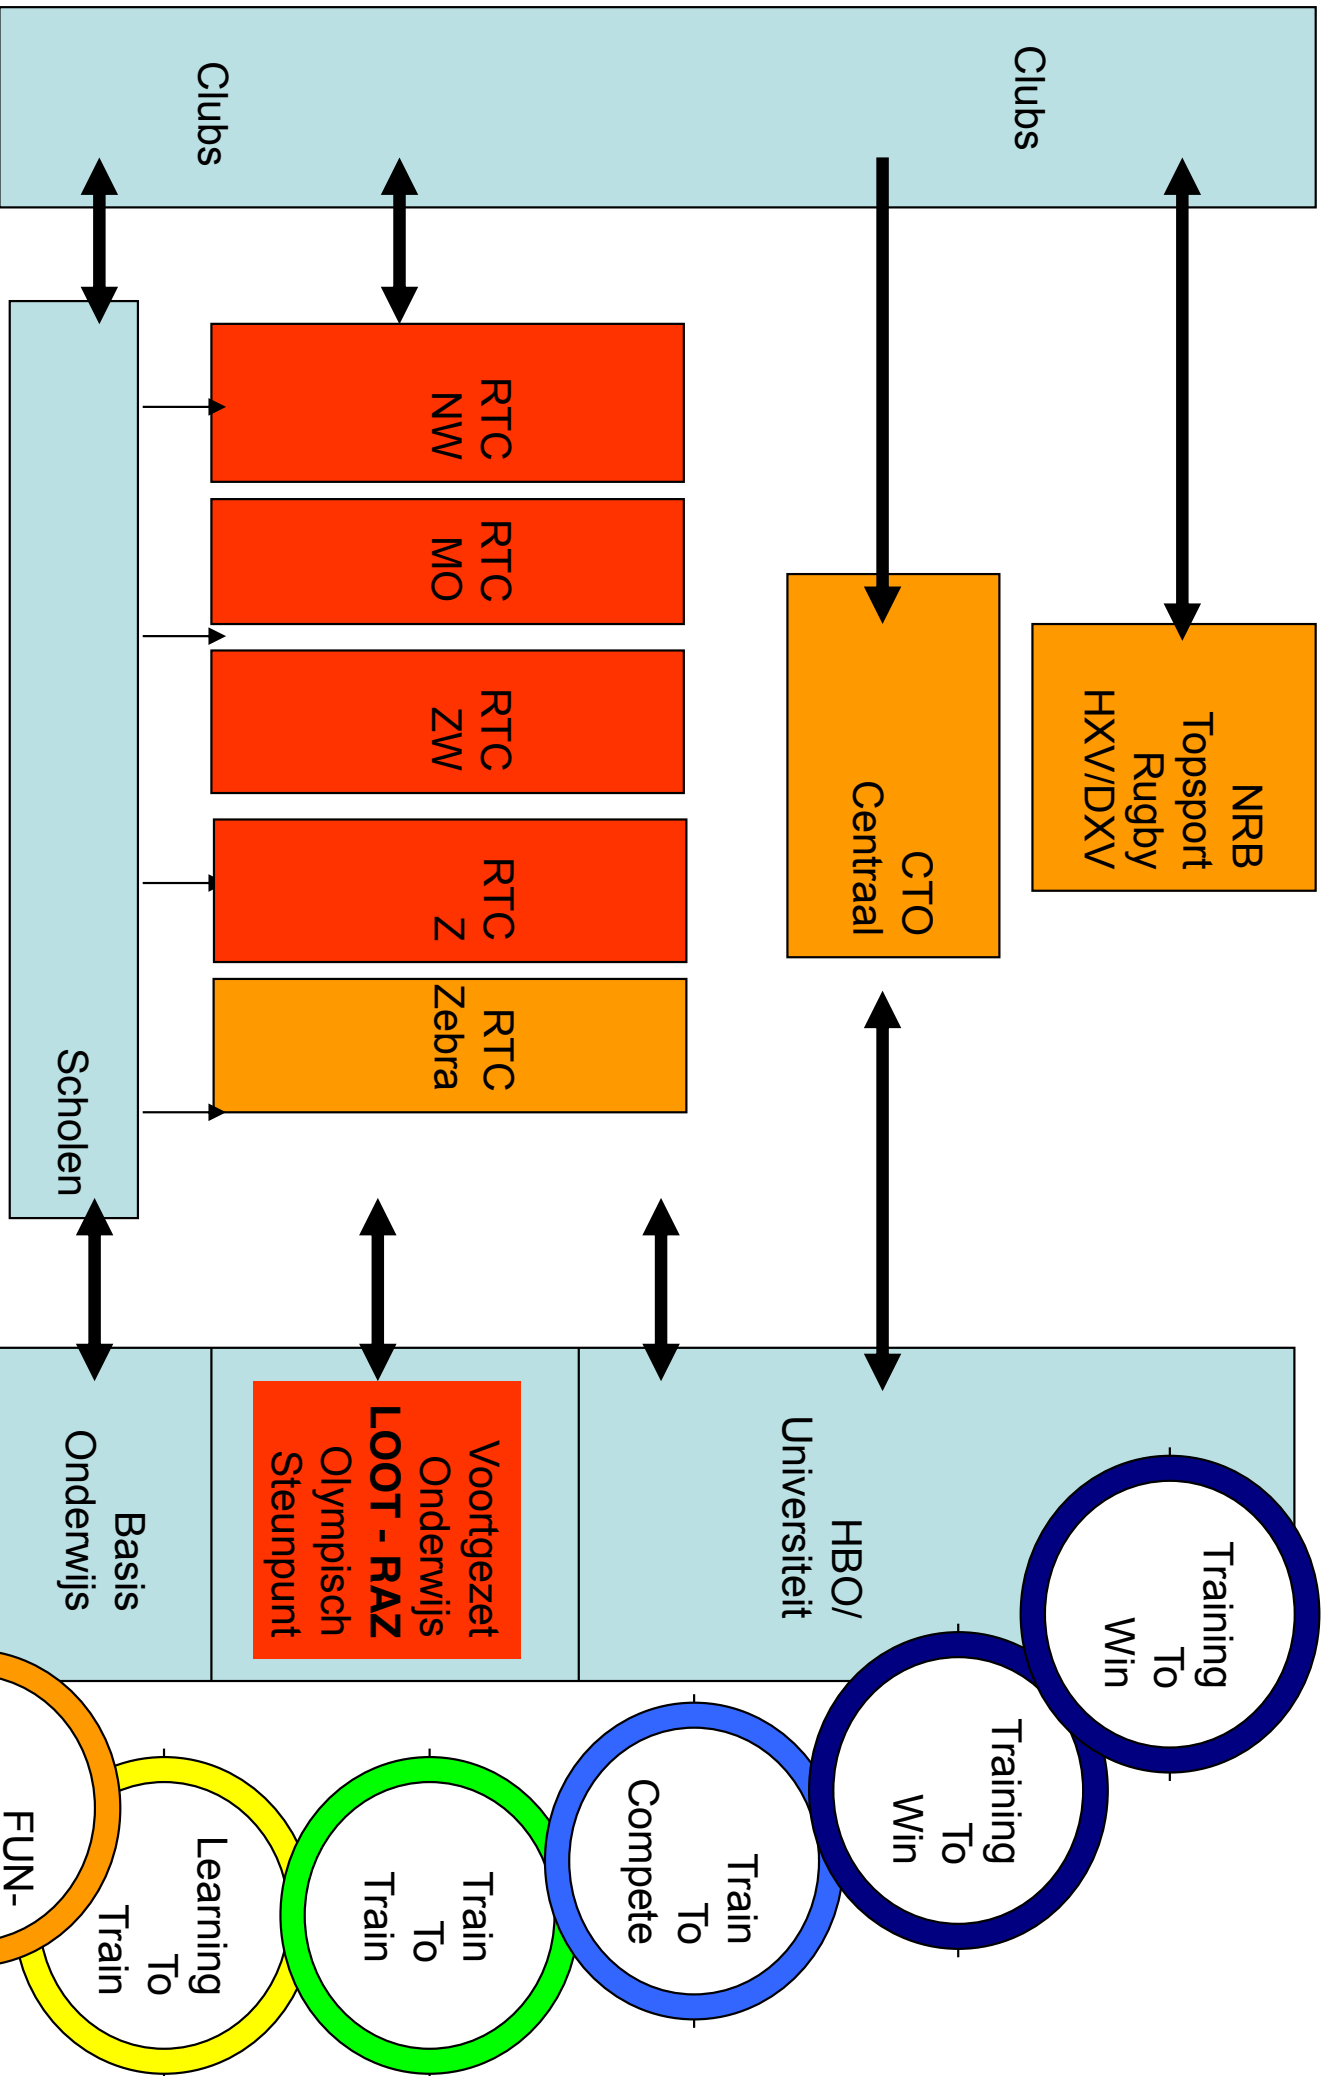 Clubs
NRB
Topsport
Rugby
HXV/DXV
Training
To
Win
CTO
Centraal
HBO/
Universiteit
Training
To
Win
Train
To
Compete
Clubs
RTC
NW
RTC
MO
RTC
ZW
RTC
Z
RTC
Zebra
Voortgezet
Onderwijs
LOOT - RAZ
Olympisch
Steunpunt
Train
To
Train
Scholen
Basis
Onderwijs
Learning
To
Train
FUN-